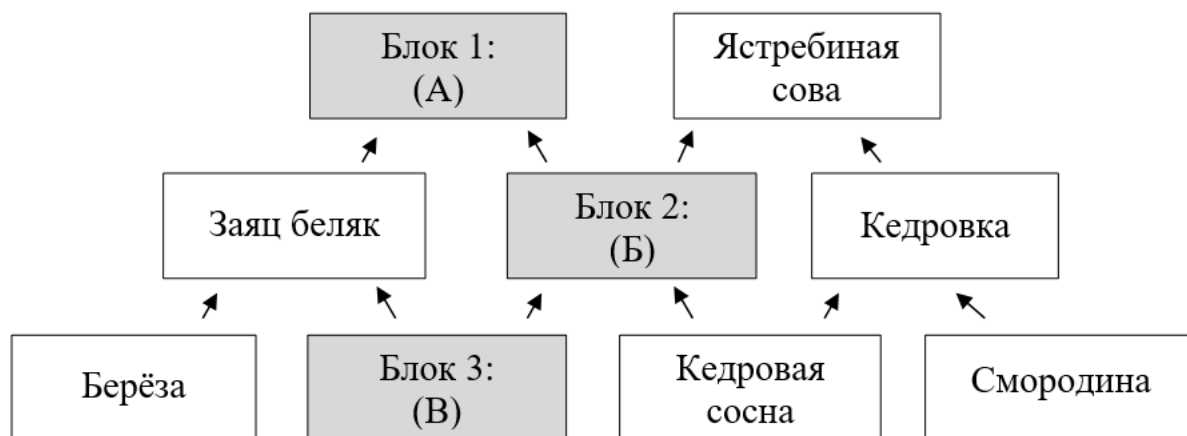 Блок 1:
(А)
Ястребиная
сова
Заяц беляк
Блок 2:
(Б)
Кедровка
Берёза
Блок 3:
(В)
Кедровая
сосна
Смородина